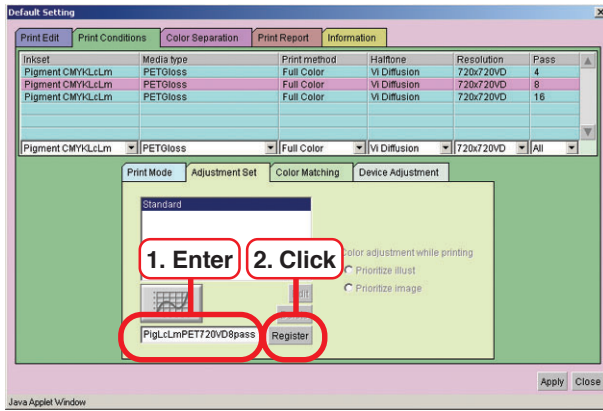 Default Setting
Print Edit Print Conditions Color Separation Print Report Information
Inkset Media type Print method Halftone Resolution Pass
Pigment CMYKLcLm PETGloss Full Color Vi Diffusion 720x720VD 4
Pigment CMYKLcLm PETGloss Full Color Vi Diffusion 720x720VD 8
Pigment CMYKLcLm PETGloss Full Color Vi Diffusion 720x720VD 16
Pigment CMYKLcLm PETGloss Full Color Vi Diffusion 720x720VD All
Print Mode Adjustment Set Color Matching Device Adjustment
Standard
1. Enter 2. Click
Color adjustment while printing
Prioritize illust
Prioritize image
PigLcLmPET720VD8pass Register
Apply Close
Java Applet Window